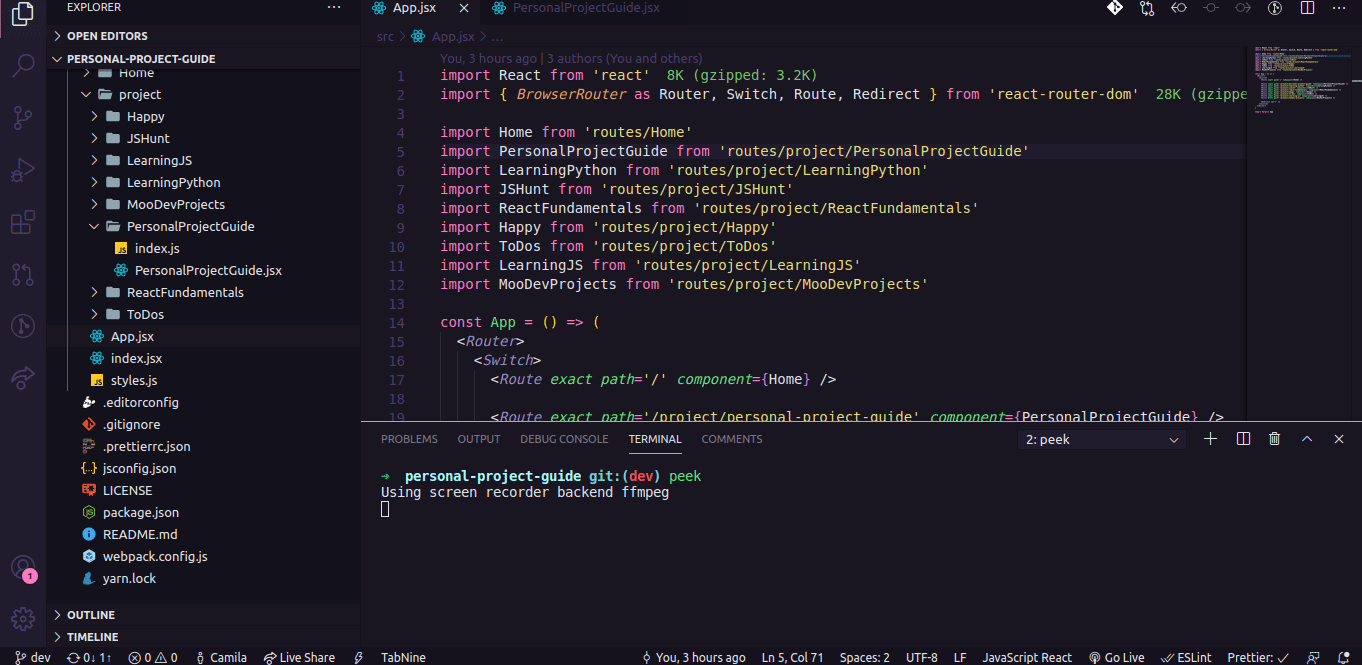 EXPLORER
OPEN EDITORS
PERSONAL-PROJECT-GUIDE
Home
project
Happy
JSHunt
LearningJS
LearningPython
MooDevProjects
PersonalProjectGuide
index.js
PersonalProjectGuide.jsx
ReactFundamentals
ToDos
App.jsx
index.jsx
styles.js
.editorconfig
.gitignore
.prettierrc.json
jsconfig.json
LICENSE
package.json
README.md
webpack.config.js
yarn.lock
OUTLINE
TIMELINE
1
App.jsx PersonalProjectGuide.jsx
src > App.jsx > ...
You, 3 hours ago | 3 authors (You and others)
1 import React from 'react' 8K (gzipped: 3.2K)
2 import { BrowserRouter as Router, Switch, Route, Redirect } from 'react-router-dom' 28K (gzippe
3
4 import Home from 'routes/Home'
5 import PersonalProjectGuide from 'routes/project/PersonalProjectGuide'
6 import LearningPython from 'routes/project/LearningPython'
7 import JSHunt from 'routes/project/JSHunt'
8 import ReactFundamentals from 'routes/project/ReactFundamentals'
9 import Happy from 'routes/project/Happy'
10 import ToDos from 'routes/project/ToDos'
11 import LearningJS from 'routes/project/LearningJS'
12 import MooDevProjects from 'routes/project/MooDevProjects'
13
14 const App = () => (
15 <Router>
16 <Switch>
17 <Route exact path='/' component={Home} />
18
19 <Route exact path='/project/personal-project-guide' component={PersonalProjectGuide} />
PROBLEMS OUTPUT DEBUG CONSOLE TERMINAL COMMENTS 2: peek
➜ personal-project-guide git:(dev) peek
Using screen recorder backend ffmpeg
dev 0↓ 1↑ 0 0 Camila Live Share TabNine You, 3 hours ago Ln 5, Col 71 Spaces: 2 UTF-8 LF JavaScript React Go Live ESLint Prettier: ✓